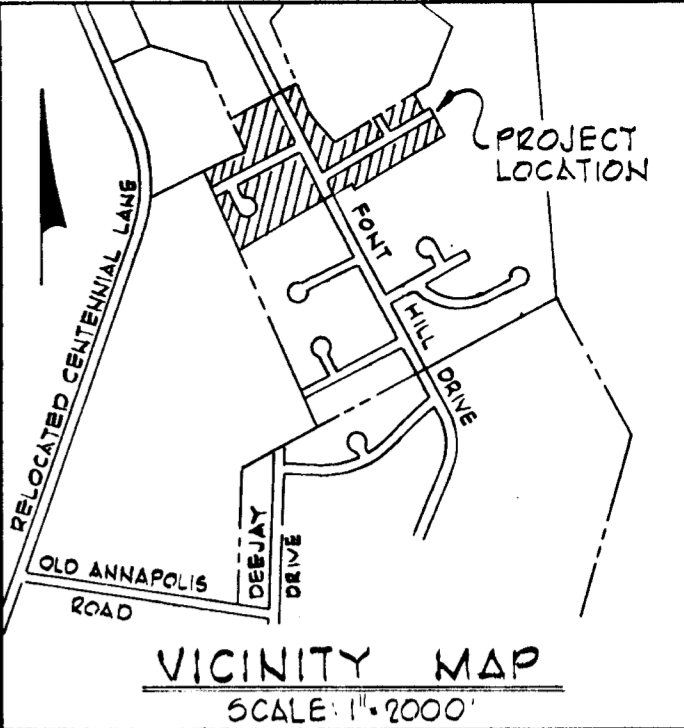 PROJECT
LOCATION
RELOCATED CENTENNIAL LANE
FONT
HILL
DRIVE
DEEJAY
DRIVE
OLD ANNAPOLIS
ROAD
VICINITY MAP
SCALE: 1"=2000'